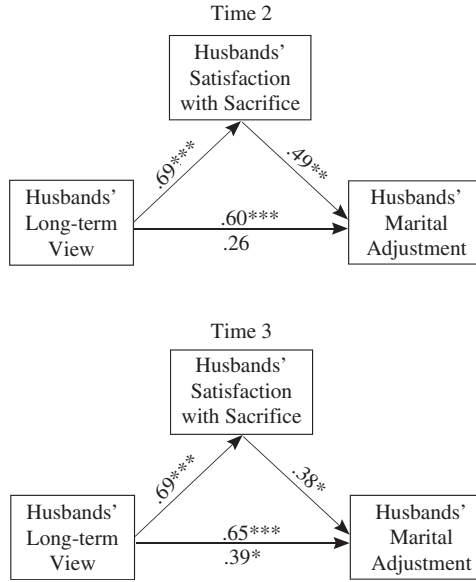 Time 2
Husbands'
Satisfaction
with Sacrifice
.69***
.49**
Husbands'
Long-term
View
.60***
.26
Husbands'
Marital
Adjustment
Time 3
Husbands'
Satisfaction
with Sacrifice
.69***
.38*
Husbands'
Long-term
View
.65***
.39*
Husbands'
Marital
Adjustment